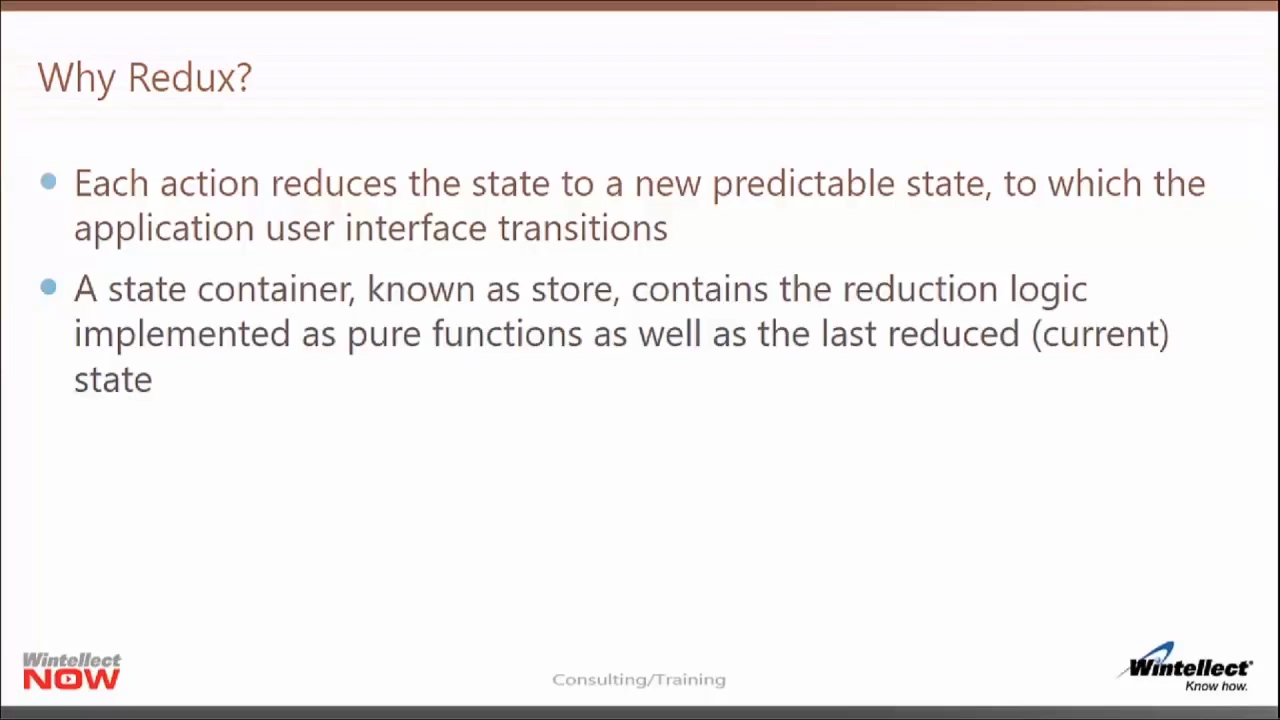 Why Redux?
Each action reduces the state to a new predictable state, to which the
application user interface transitions
A state container, known as store, contains the reduction logic
implemented as pure functions as well as the last reduced (current)
state
Wintellect
NOW
Consulting/Training
Wintellect
Know how.